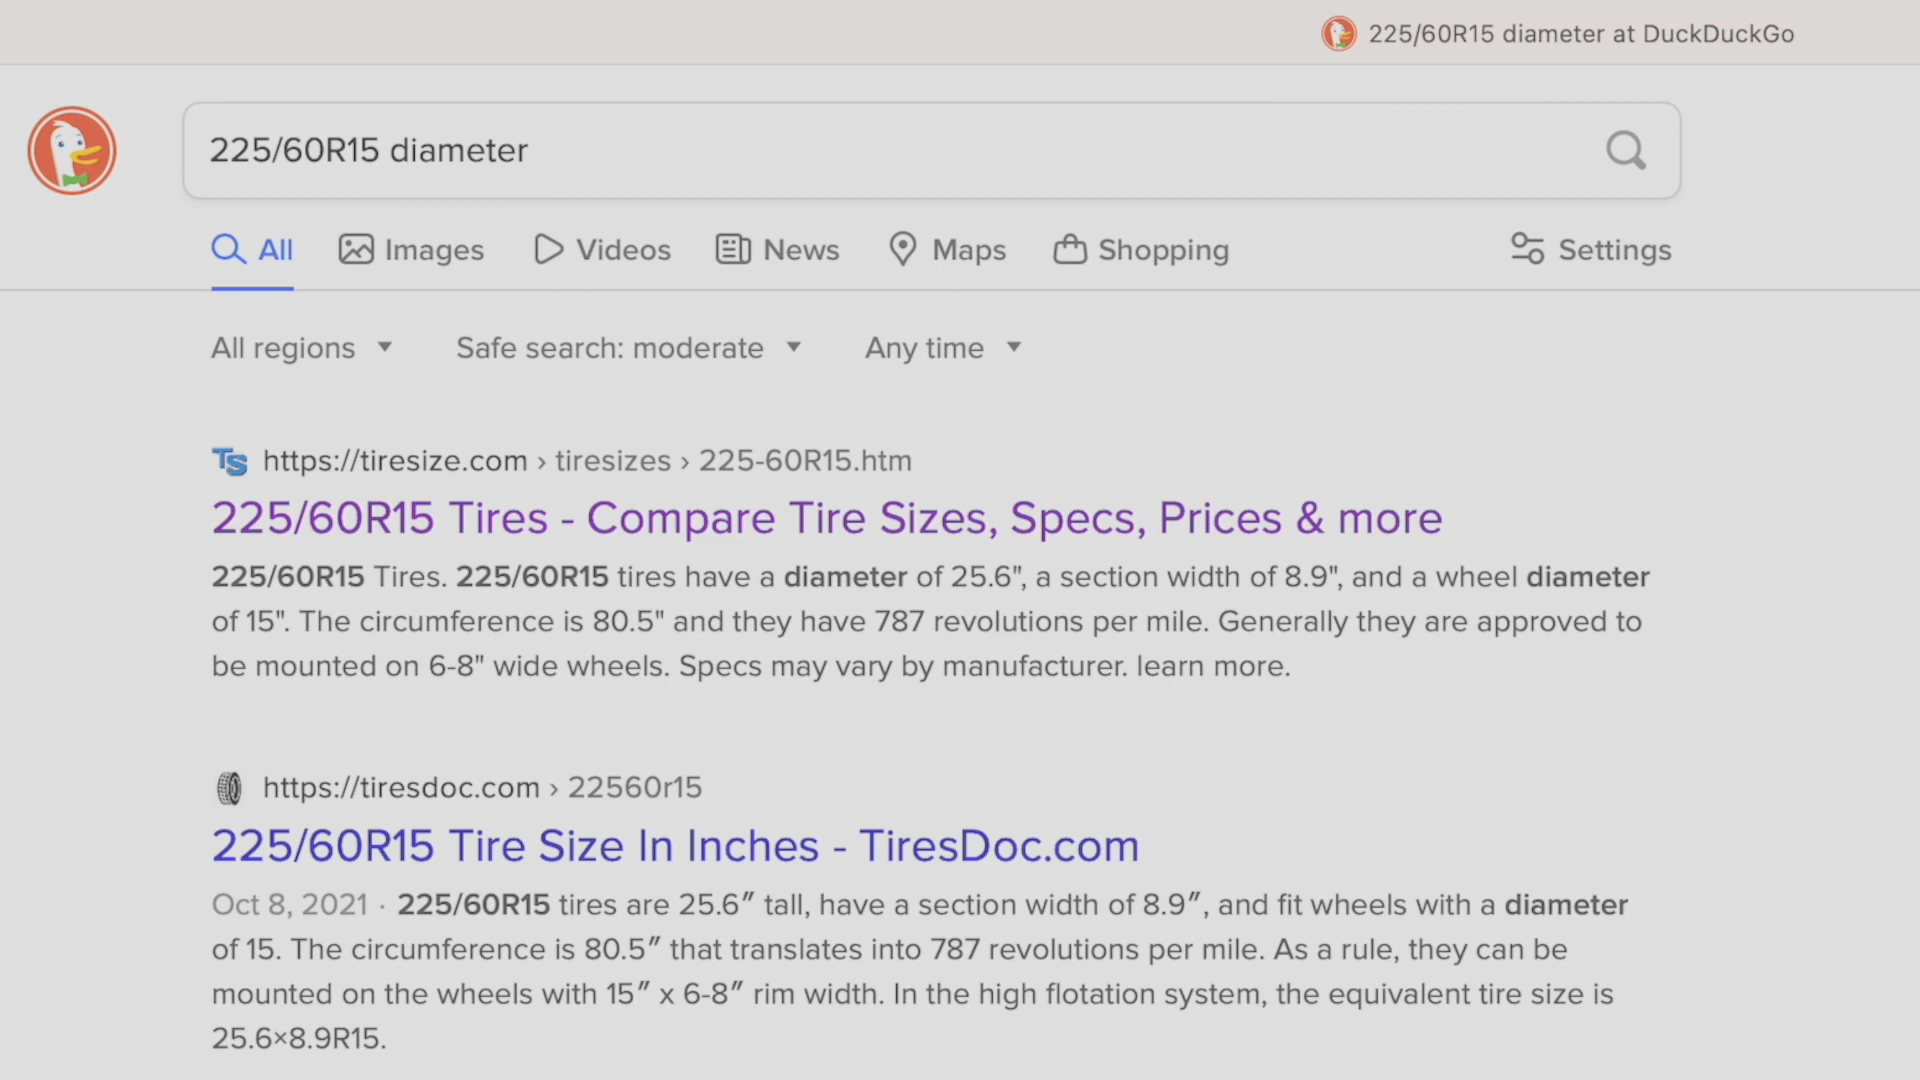 225/60R15 diameter at DuckDuckGo
225/60R15 diameter
All Images Videos News Maps Shopping Settings
All regions Safe search: moderate Any time
TS https://tiresize.com › tiresizes › 225-60R15.htm
225/60R15 Tires - Compare Tire Sizes, Specs, Prices & more
225/60R15 Tires. 225/60R15 tires have a diameter of 25.6", a section width of 8.9", and a wheel diameter
of 15". The circumference is 80.5" and they have 787 revolutions per mile. Generally they are approved to
be mounted on 6-8" wide wheels. Specs may vary by manufacturer. learn more.
https://tiresdoc.com › 22560r15
225/60R15 Tire Size In Inches - TiresDoc.com
Oct 8, 2021 · 225/60R15 tires are 25.6″ tall, have a section width of 8.9″, and fit wheels with a diameter
of 15. The circumference is 80.5″ that translates into 787 revolutions per mile. As a rule, they can be
mounted on the wheels with 15″ x 6-8″ rim width. In the high flotation system, the equivalent tire size is
25.6×8.9R15.